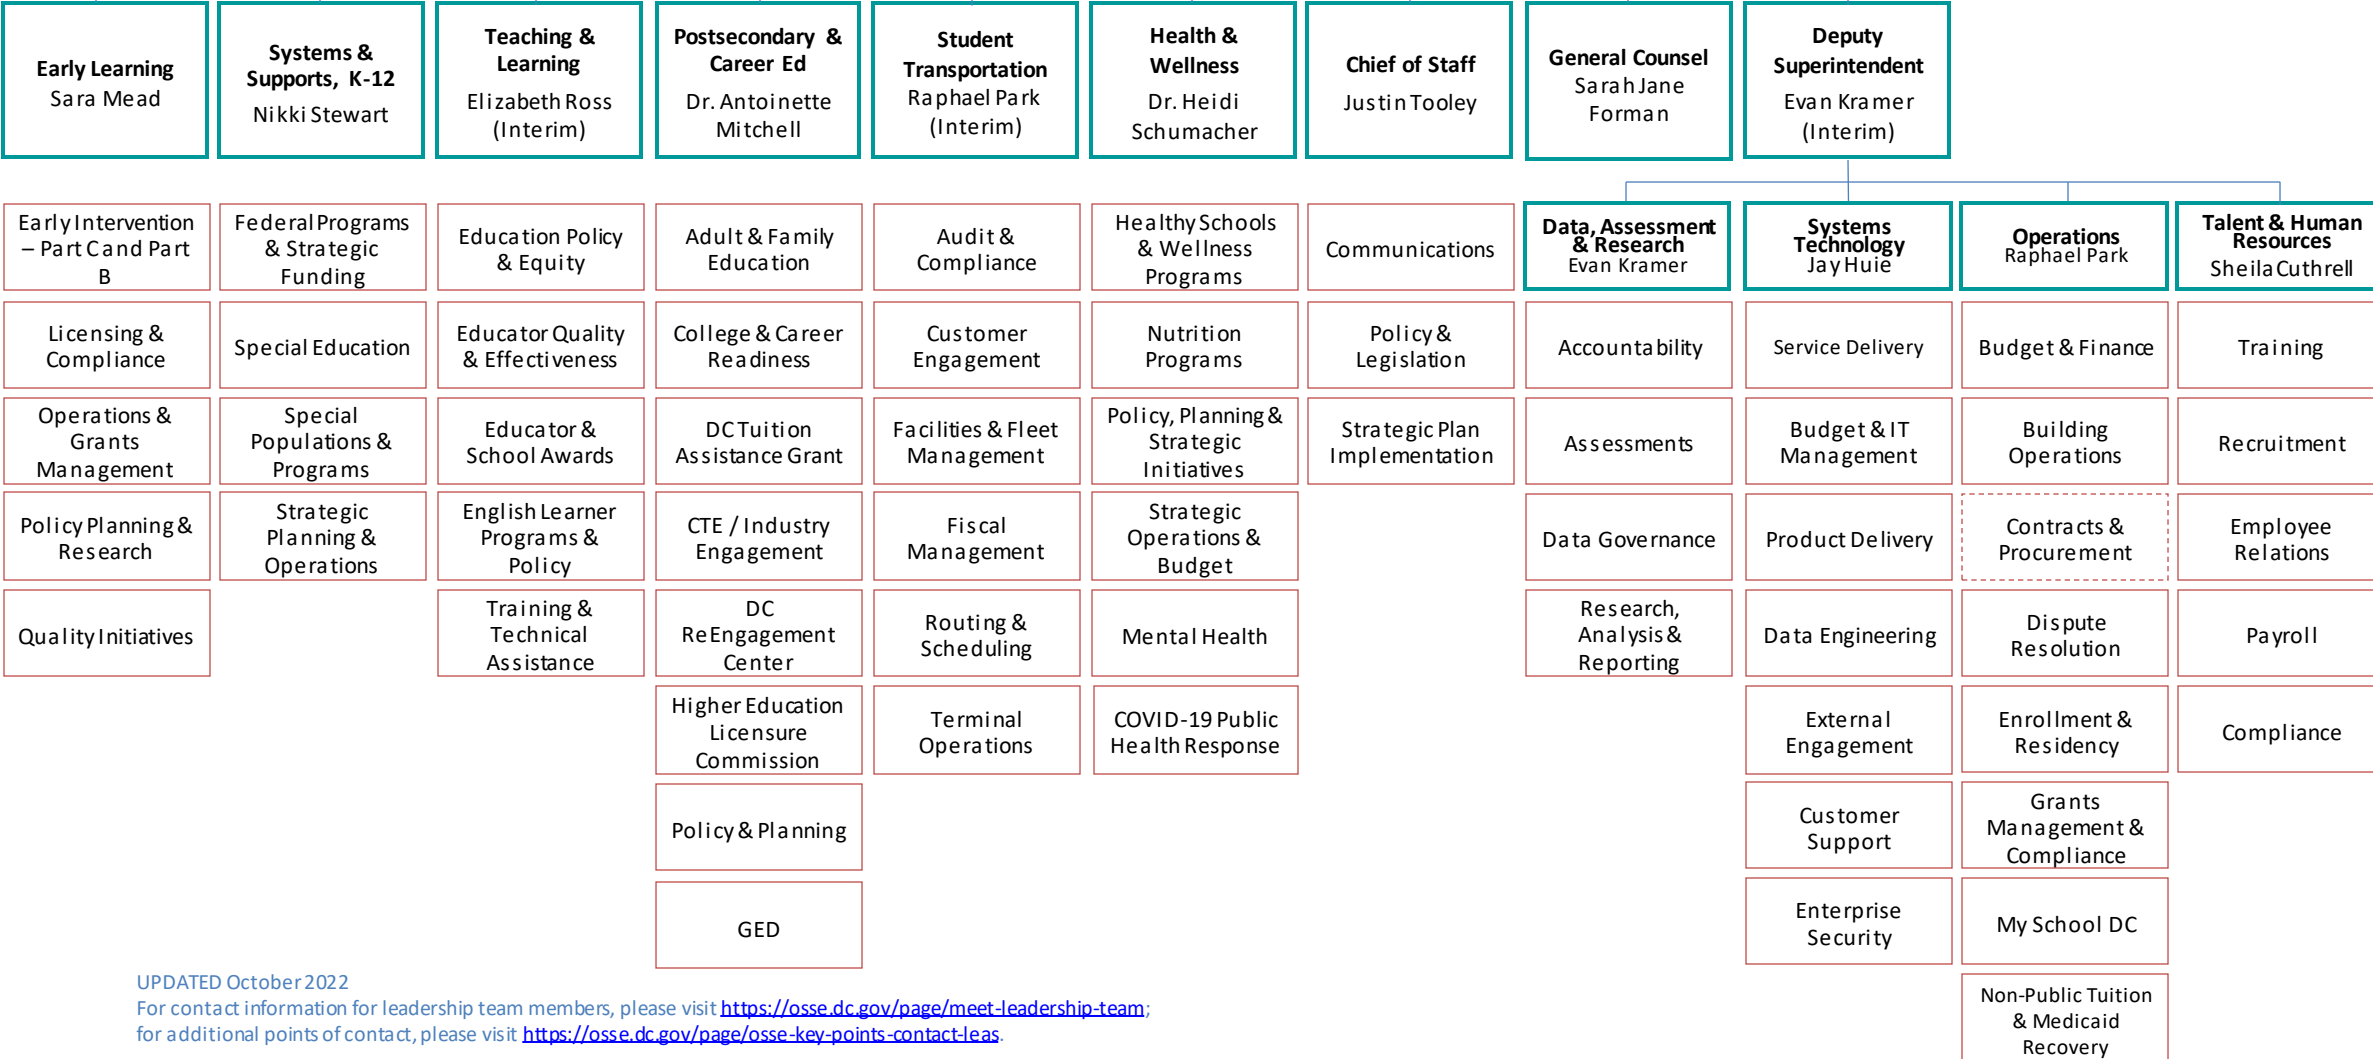 Early Learning
Sara Mead
Systems &
Supports, K-12
Nikki Stewart
Teaching &
Learning
Elizabeth Ross
(Interim)
Postsecondary &
Career Ed
Dr. Antoinette
Mitchell
Student
Transportation
Raphael Park
(Interim)
Health &
Wellness
Dr. Heidi
Schumacher
Chief of Staff
Justin Tooley
General Counsel
Sarah Jane
Forman
Deputy
Superintendent
Evan Kramer
(Interim)
Early Intervention
– Part C and Part
B
Licensing &
Compliance
Operations &
Grants
Management
Policy Planning &
Research
Quality Initiatives
Federal Programs
& Strategic
Funding
Special Education
Special
Populations &
Programs
Strategic
Planning &
Operations
Education Policy
& Equity
Educator Quality
& Effectiveness
Educator &
School Awards
English Learner
Programs &
Policy
Training &
Technical
Assistance
Adult & Family
Education
College & Career
Readiness
DC Tuition
Assistance Grant
CTE / Industry
Engagement
DC
ReEngagement
Center
Higher Education
Licensure
Commission
Policy & Planning
GED
Audit &
Compliance
Customer
Engagement
Facilities & Fleet
Management
Fiscal
Management
Routing &
Scheduling
Terminal
Operations
Healthy Schools
& Wellness
Programs
Nutrition
Programs
Policy, Planning &
Strategic
Initiatives
Strategic
Operations &
Budget
Mental Health
COVID-19 Public
Health Response
Communications
Policy &
Legislation
Strategic Plan
Implementation
Data, Assessment
& Research
Evan Kramer
Accountability
Assessments
Data Governance
Research,
Analysis &
Reporting
Systems
Technology
Jay Huie
Service Delivery
Budget & IT
Management
Product Delivery
Data Engineering
External
Engagement
Customer
Support
Enterprise
Security
Operations
Raphael Park
Budget & Finance
Building
Operations
Contracts &
Procurement
Dispute
Resolution
Enrollment &
Residency
Grants
Management &
Compliance
My School DC
Non-Public Tuition
& Medicaid
Recovery
Talent & Human
Resources
Sheila Cuthrell
Training
Recruitment
Employee
Relations
Payroll
Compliance
UPDATED October 2022
For contact information for leadership team members, please visit https://osse.dc.gov/page/meet-leadership-team;
for additional points of contact, please visit https://osse.dc.gov/page/osse-key-points-contact-leas.